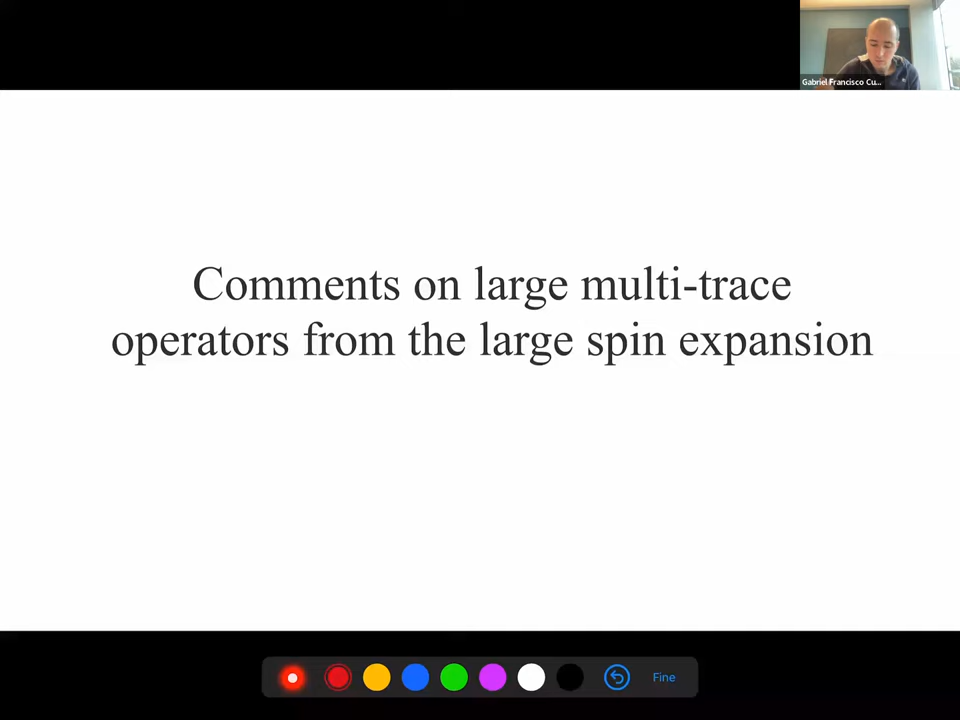 Gabriel Francisco Cu...
Comments on large multi-trace
operators from the large spin expansion
Fine